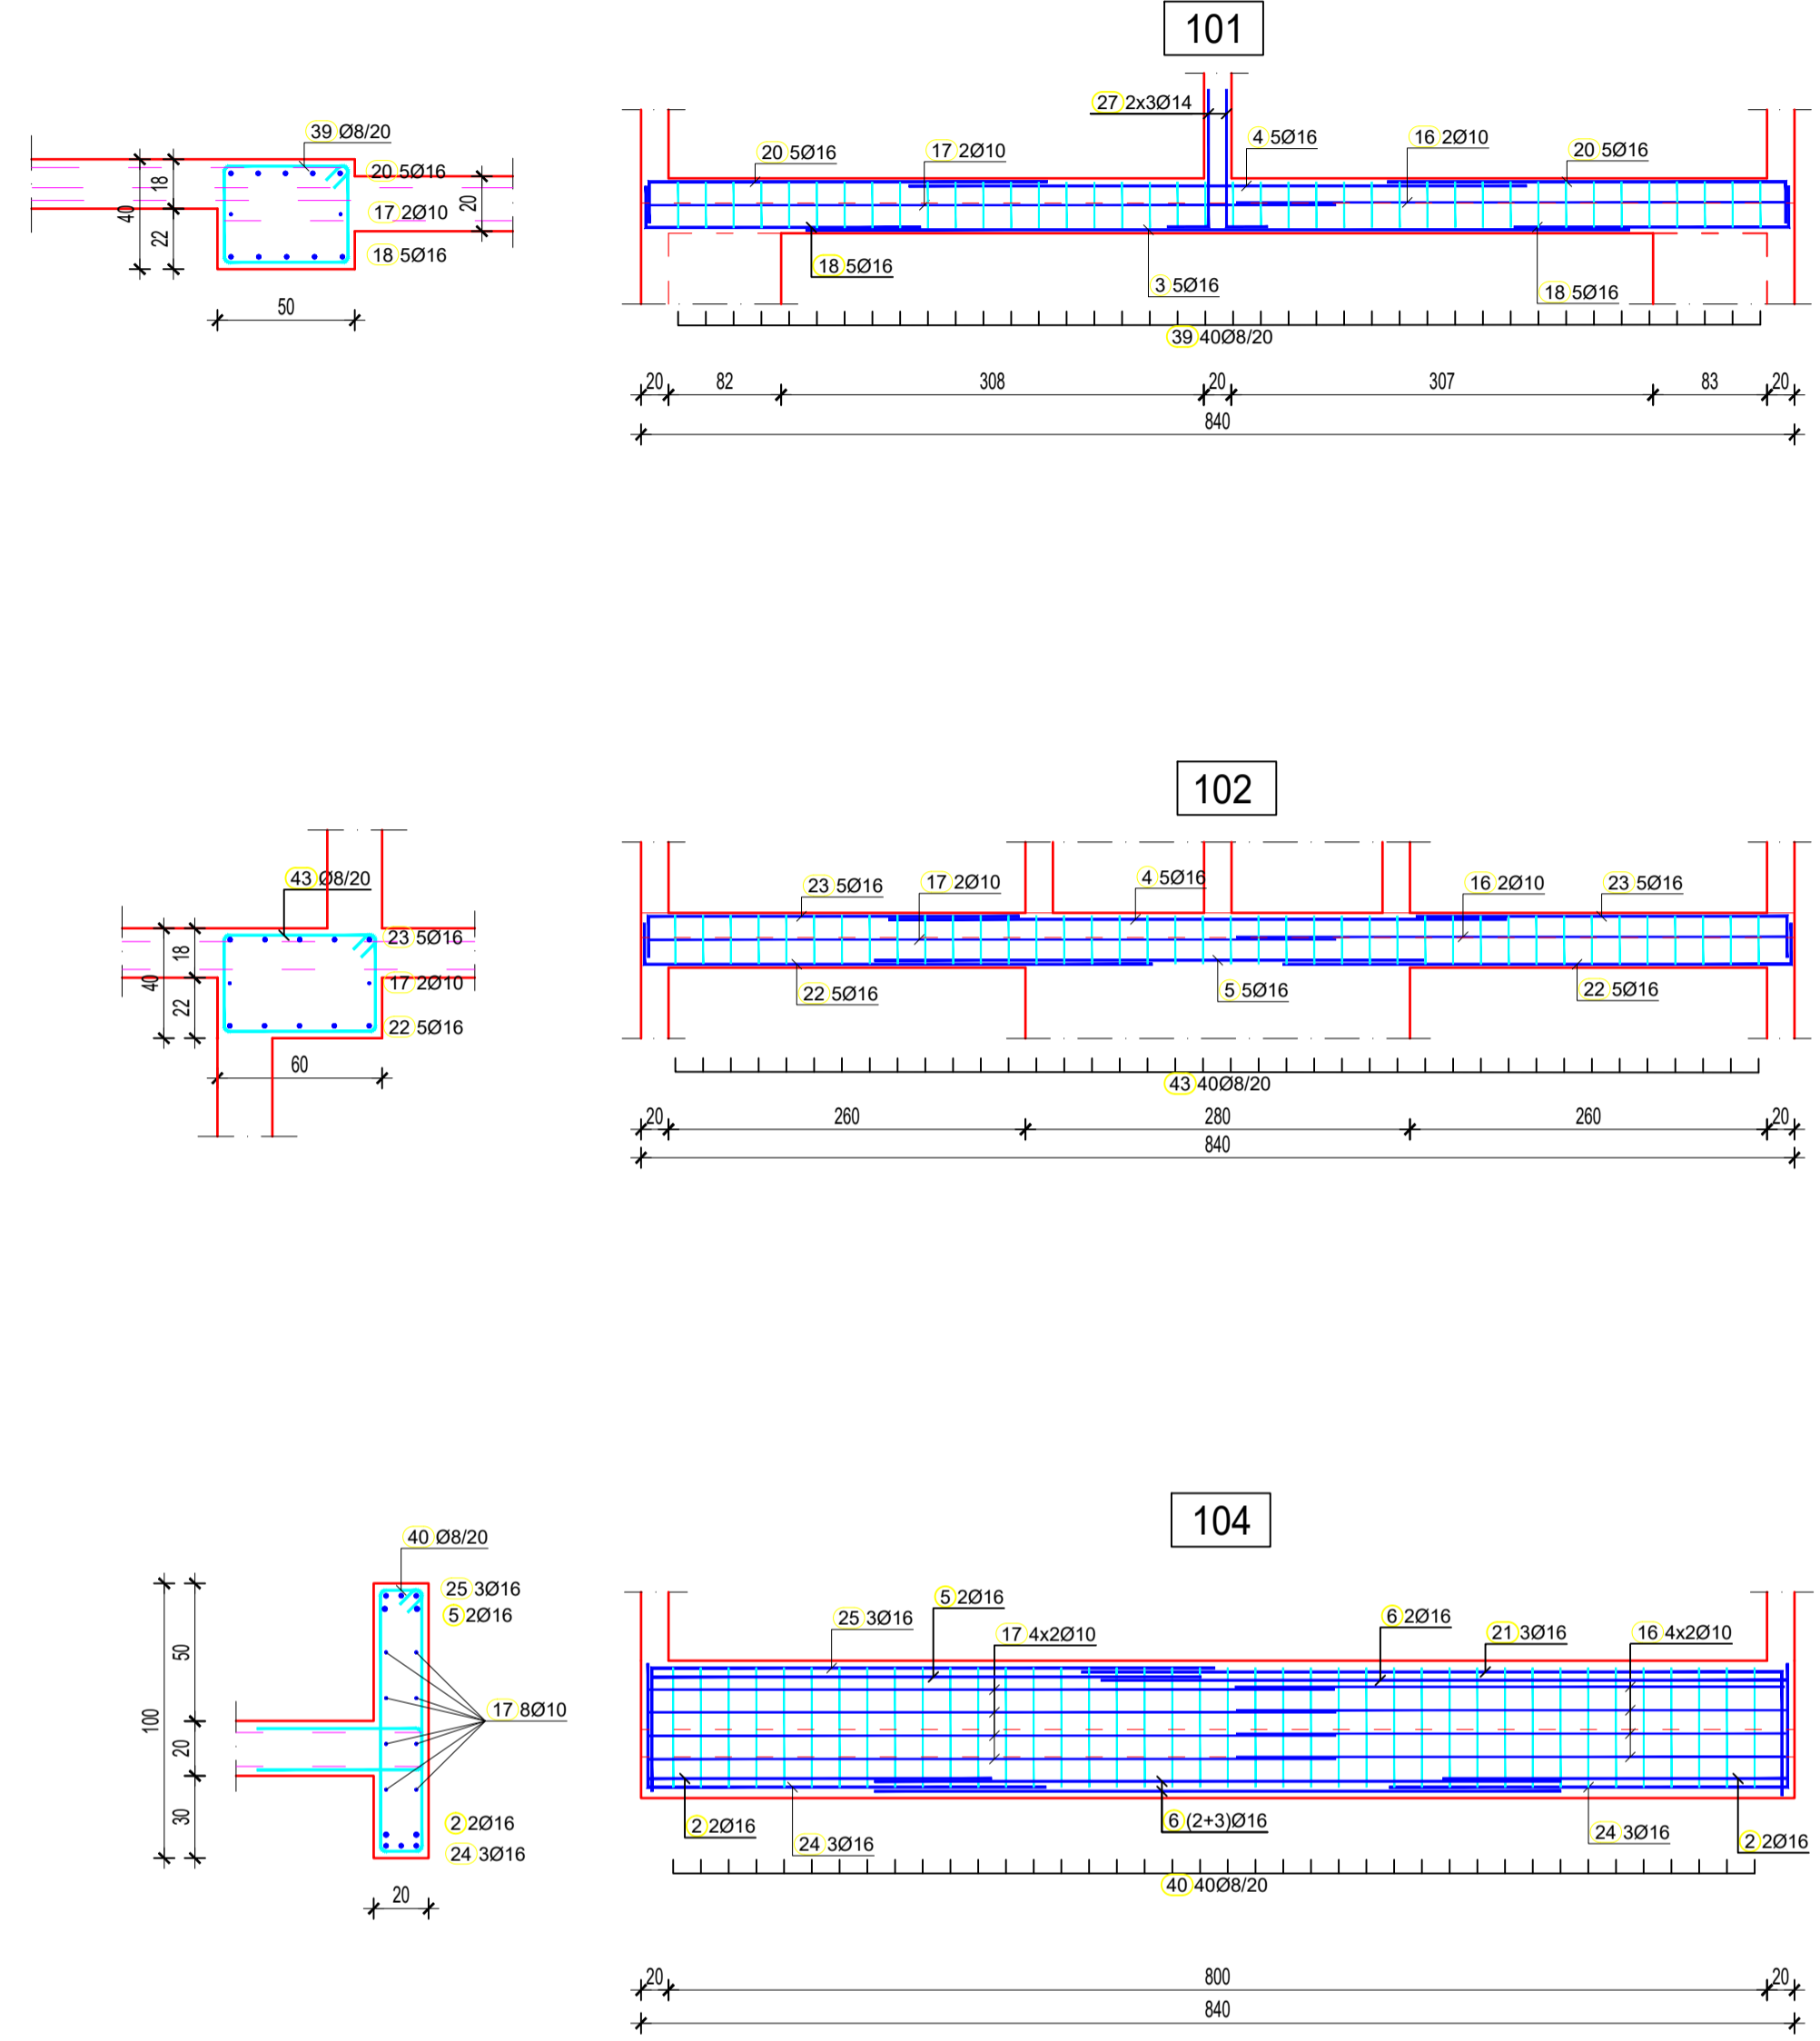 101
39 Ø8/20
20 5Ø16
17 2Ø10
18 5Ø16
40
18
22
20
50
27 2x3Ø14
20 5Ø16
17 2Ø10
4 5Ø16
16 2Ø10
20 5Ø16
18 5Ø16
3 5Ø16
18 5Ø16
39 40Ø8/20
20 82 308 20 307 83 20
840
102
43 Ø8/20
23 5Ø16
17 2Ø10
22 5Ø16
40
18
22
60
23 5Ø16
17 2Ø10
4 5Ø16
16 2Ø10
23 5Ø16
22 5Ø16
5 5Ø16
22 5Ø16
43 40Ø8/20
20 260 280 260 20
840
104
40 Ø8/20
25 3Ø16
5 2Ø16
17 8Ø10
2 2Ø16
24 3Ø16
100
50
20
30
20
25 3Ø16
5 2Ø16
17 4x2Ø10
6 2Ø16
21 3Ø16
16 4x2Ø10
2 2Ø16
24 3Ø16
6 (2+3)Ø16
24 3Ø16
2 2Ø16
40 40Ø8/20
20 800 20
840